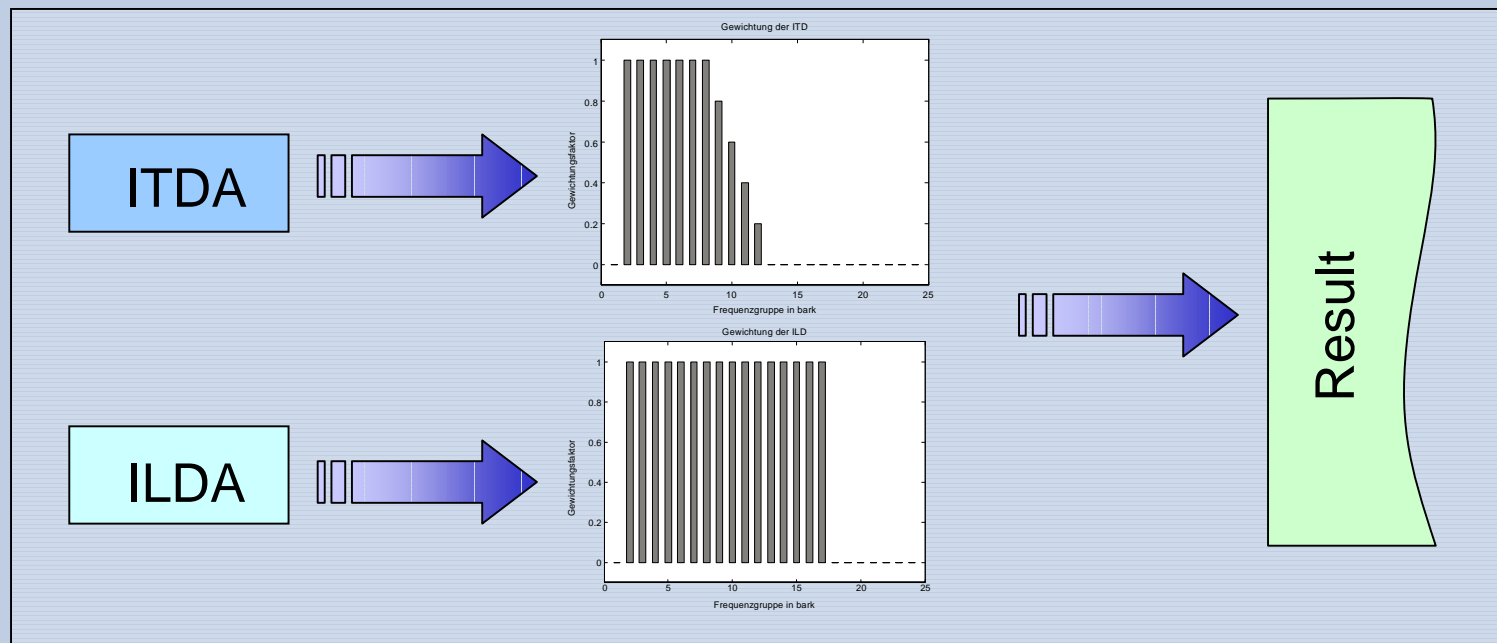 ITDA
Gewichtung der ITD
Gewichtungsfaktor
1
0.8
0.6
0.4
0.2
0
0 5 10 15 20 25
Frequenzgruppe in bark
ILDA
Gewichtung der ILD
Gewichtungsfaktor
1
0.8
0.6
0.4
0.2
0
0 5 10 15 20 25
Frequenzgruppe in bark
Result